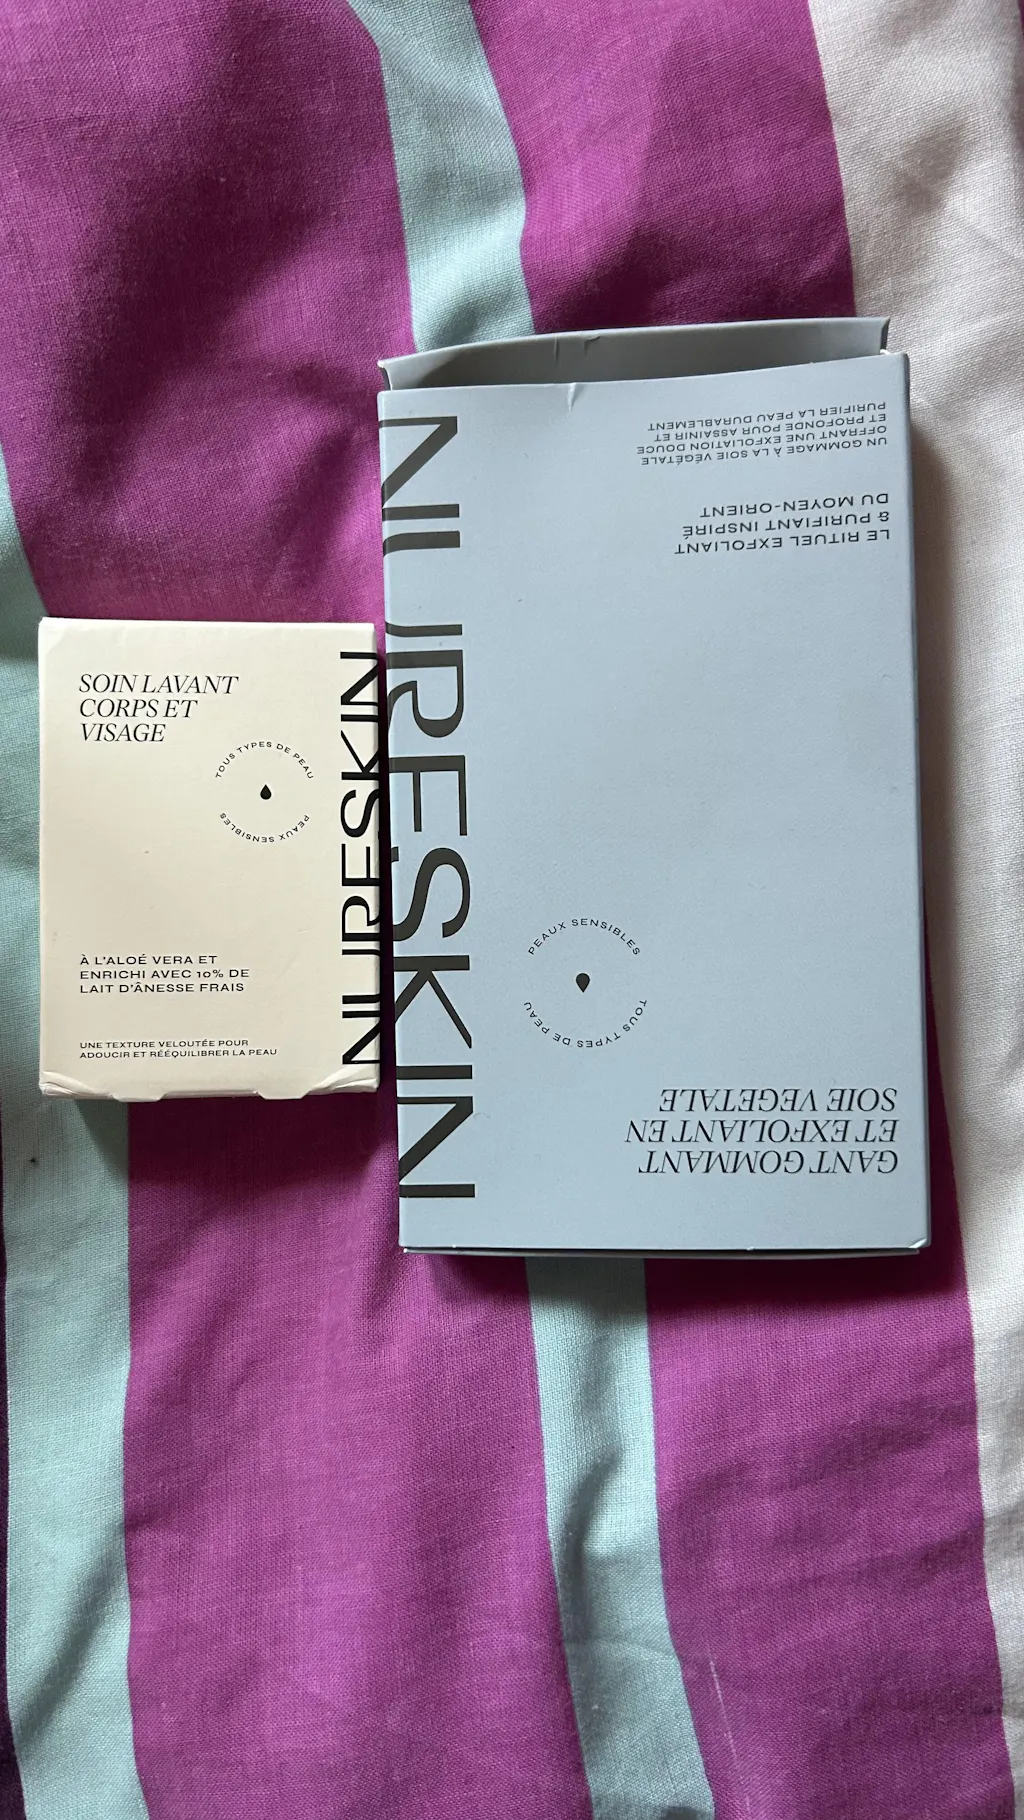 SOIN LAVANT
CORPS ET
VISAGE
TOUS TYPES DE PEAU
PEAUX SENSIBLES
À L'ALOÉ VERA ET
ENRICHI AVEC 10% DE
LAIT D'ÂNESSE FRAIS
UNE TEXTURE VELOUTÉE POUR
ADOUCIR ET RÉÉQUILIBRER LA PEAU
NURESKIN
NURESKIN
GANT GOMMANT
ET EXFOLIANT EN
SOIE VEGETALE
TOUS TYPES DE PEAU
PEAUX SENSIBLES
LE RITUEL EXFOLIANT
& PURIFIANT INSPIRÉ
DU MOYEN-ORIENT
UN GOMMAGE À LA SOIE VÉGÉTALE
OFFRANT UNE EXFOLIATION DOUCE
ET PROFONDE POUR ASSAINIR ET
PURIFIER LA PEAU DURABLEMENT